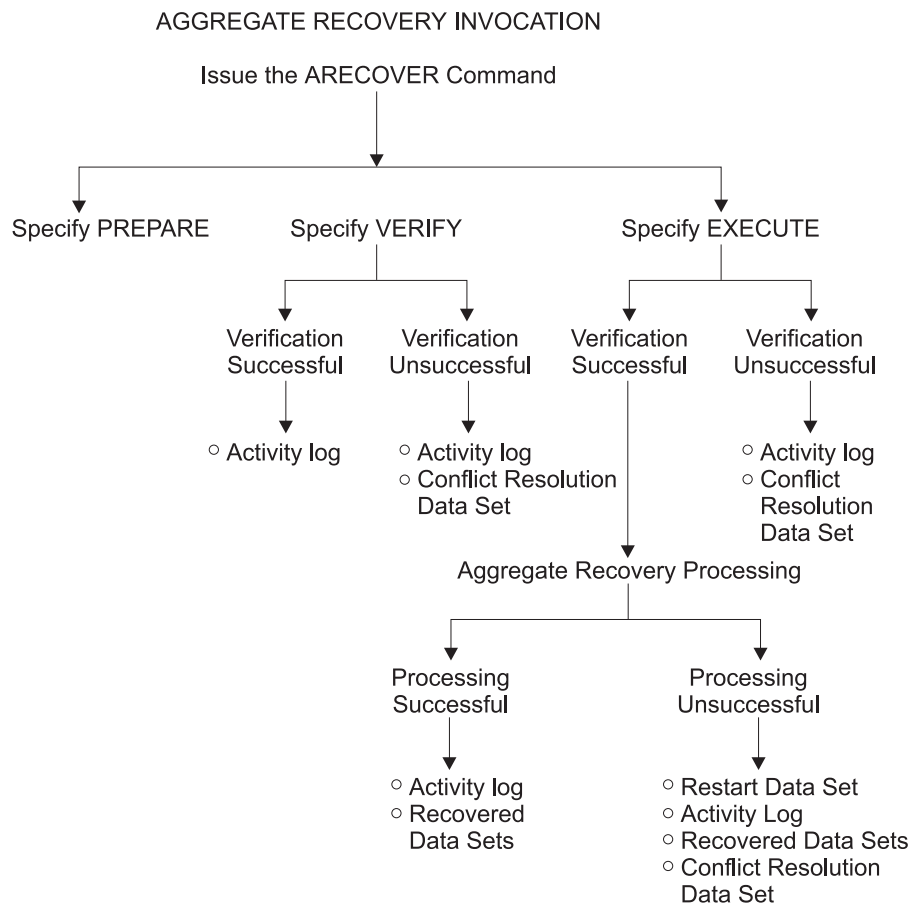 AGGREGATE RECOVERY INVOCATION
Issue the ARECOVER Command
Specify PREPARE
Specify VERIFY
Specify EXECUTE
Verification
Successful
Verification
Unsuccessful
Verification
Successful
Verification
Unsuccessful
○ Activity log
○ Activity log
○ Conflict Resolution
Data Set
○ Activity log
○ Conflict
Resolution
Data Set
Aggregate Recovery Processing
Processing
Successful
Processing
Unsuccessful
○ Activity log
○ Recovered
Data Sets
○ Restart Data Set
○ Activity Log
○ Recovered Data Sets
○ Conflict Resolution
Data Set